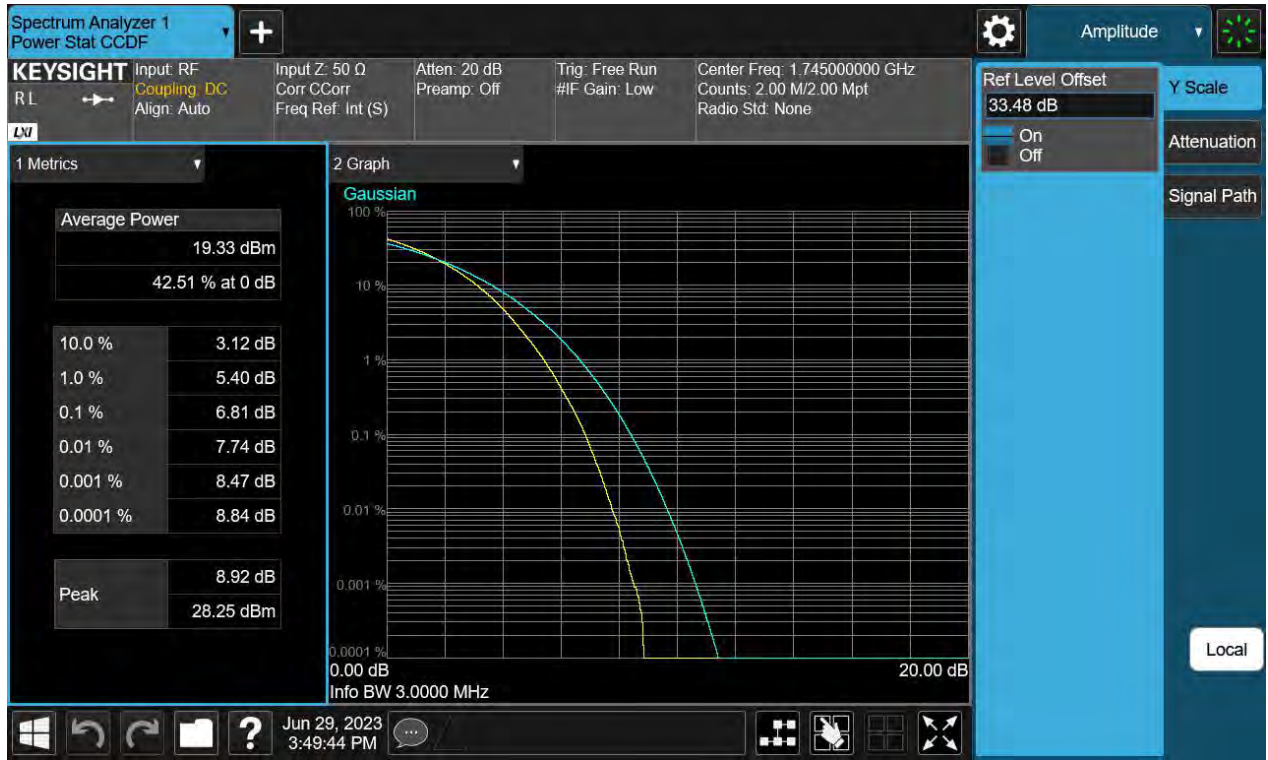 Spectrum Analyzer 1
Power Stat CCDF
+
Amplitude
KEYSIGHT
RL
LXI
Input: RF
Coupling: DC
Align: Auto
Input Z: 50 Ω
Corr CCorr
Freq Ref: Int (S)
Atten: 20 dB
Preamp: Off
Trig: Free Run
#IF Gain: Low
Center Freq: 1.745000000 GHz
Counts: 2.00 M/2.00 Mpt
Radio Std: None
Ref Level Offset
33.48 dB
On
Off
Y Scale
Attenuation
Signal Path
1 Metrics
Average Power
19.33 dBm
42.51 % at 0 dB
10.0 % 3.12 dB
1.0 % 5.40 dB
0.1 % 6.81 dB
0.01 % 7.74 dB
0.001 % 8.47 dB
0.0001 % 8.84 dB
Peak
8.92 dB
28.25 dBm
2 Graph
Gaussian
100 %
10 %
1 %
0.1 %
0.01 %
0.001 %
0.0001 %
0.00 dB 20.00 dB
Info BW 3.0000 MHz
Local
?
Jun 29, 2023
3:49:44 PM